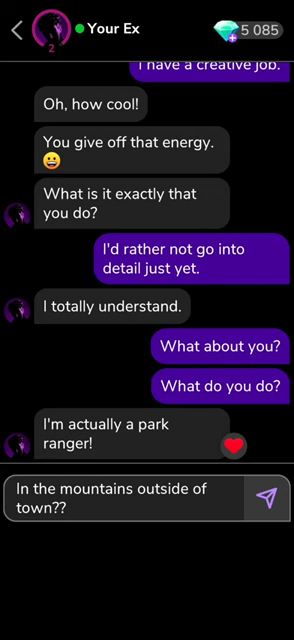 Your Ex
5 085
2
I have a creative job.
Oh, how cool!
You give off that energy.
😀
What is it exactly that
you do?
I'd rather not go into
detail just yet.
I totally understand.
What about you?
What do you do?
I'm actually a park
ranger!
In the mountains outside of
town??